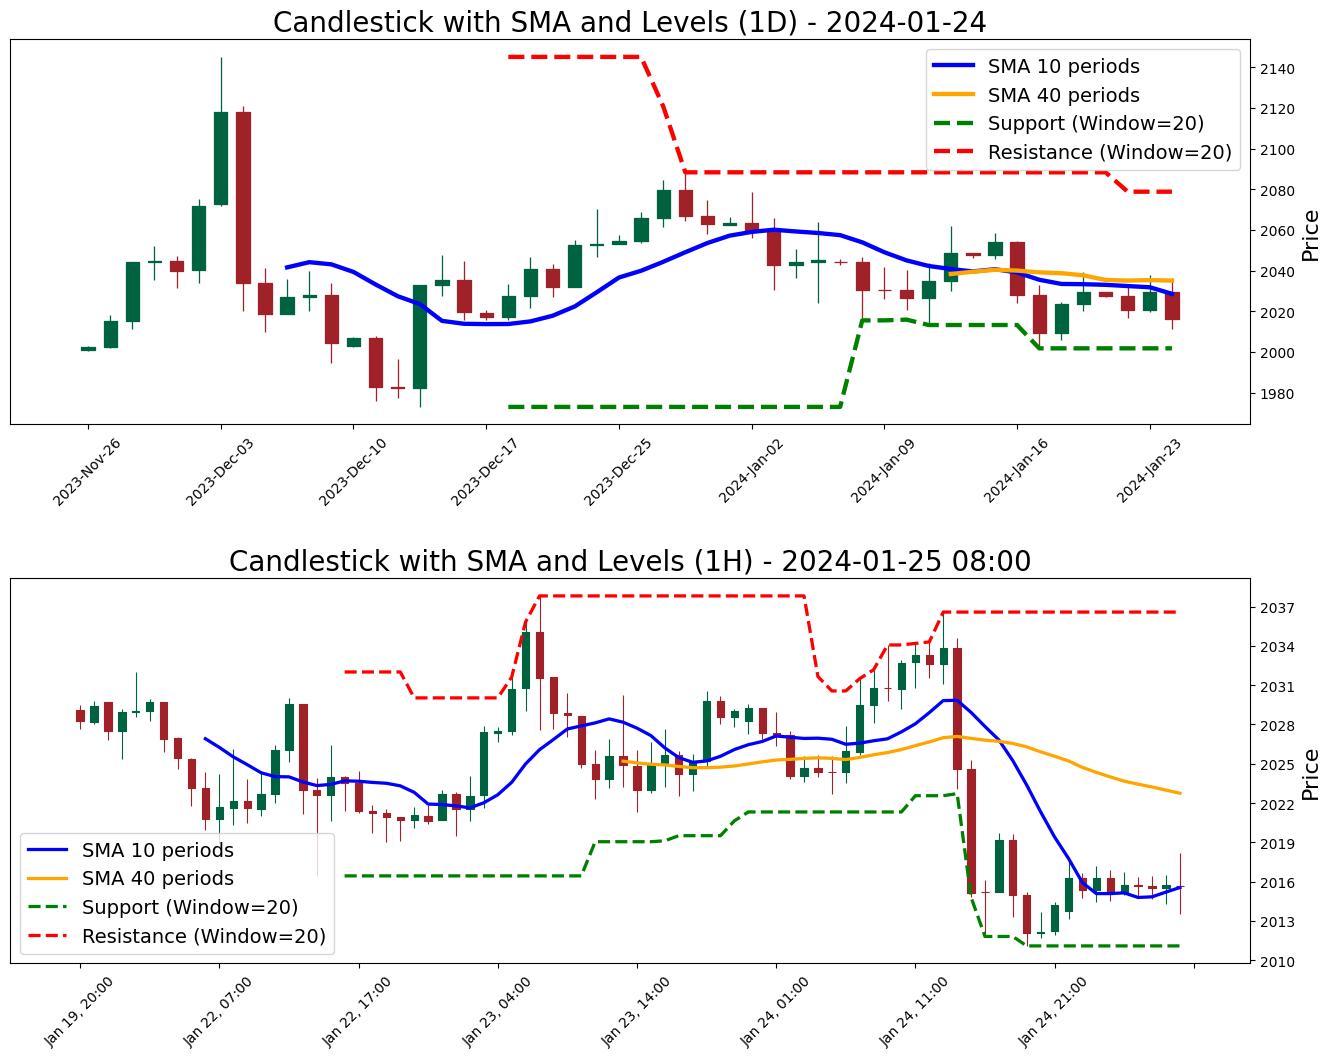 Candlestick with SMA and Levels (1D) - 2024-01-24
SMA 10 periods
SMA 40 periods
Support (Window=20)
Resistance (Window=20)
2140
2120
2100
2080
2060
2040
2020
2000
1980
Price
2023-Nov-26
2023-Dec-03
2023-Dec-10
2023-Dec-17
2023-Dec-25
2024-Jan-02
2024-Jan-09
2024-Jan-16
2024-Jan-23
Candlestick with SMA and Levels (1H) - 2024-01-25 08:00
2037
2034
2031
2028
2025
2022
2019
2016
2013
2010
Price
SMA 10 periods
SMA 40 periods
Support (Window=20)
Resistance (Window=20)
Jan 19, 20:00
Jan 22, 07:00
Jan 22, 17:00
Jan 23, 04:00
Jan 23, 14:00
Jan 24, 01:00
Jan 24, 11:00
Jan 24, 21:00